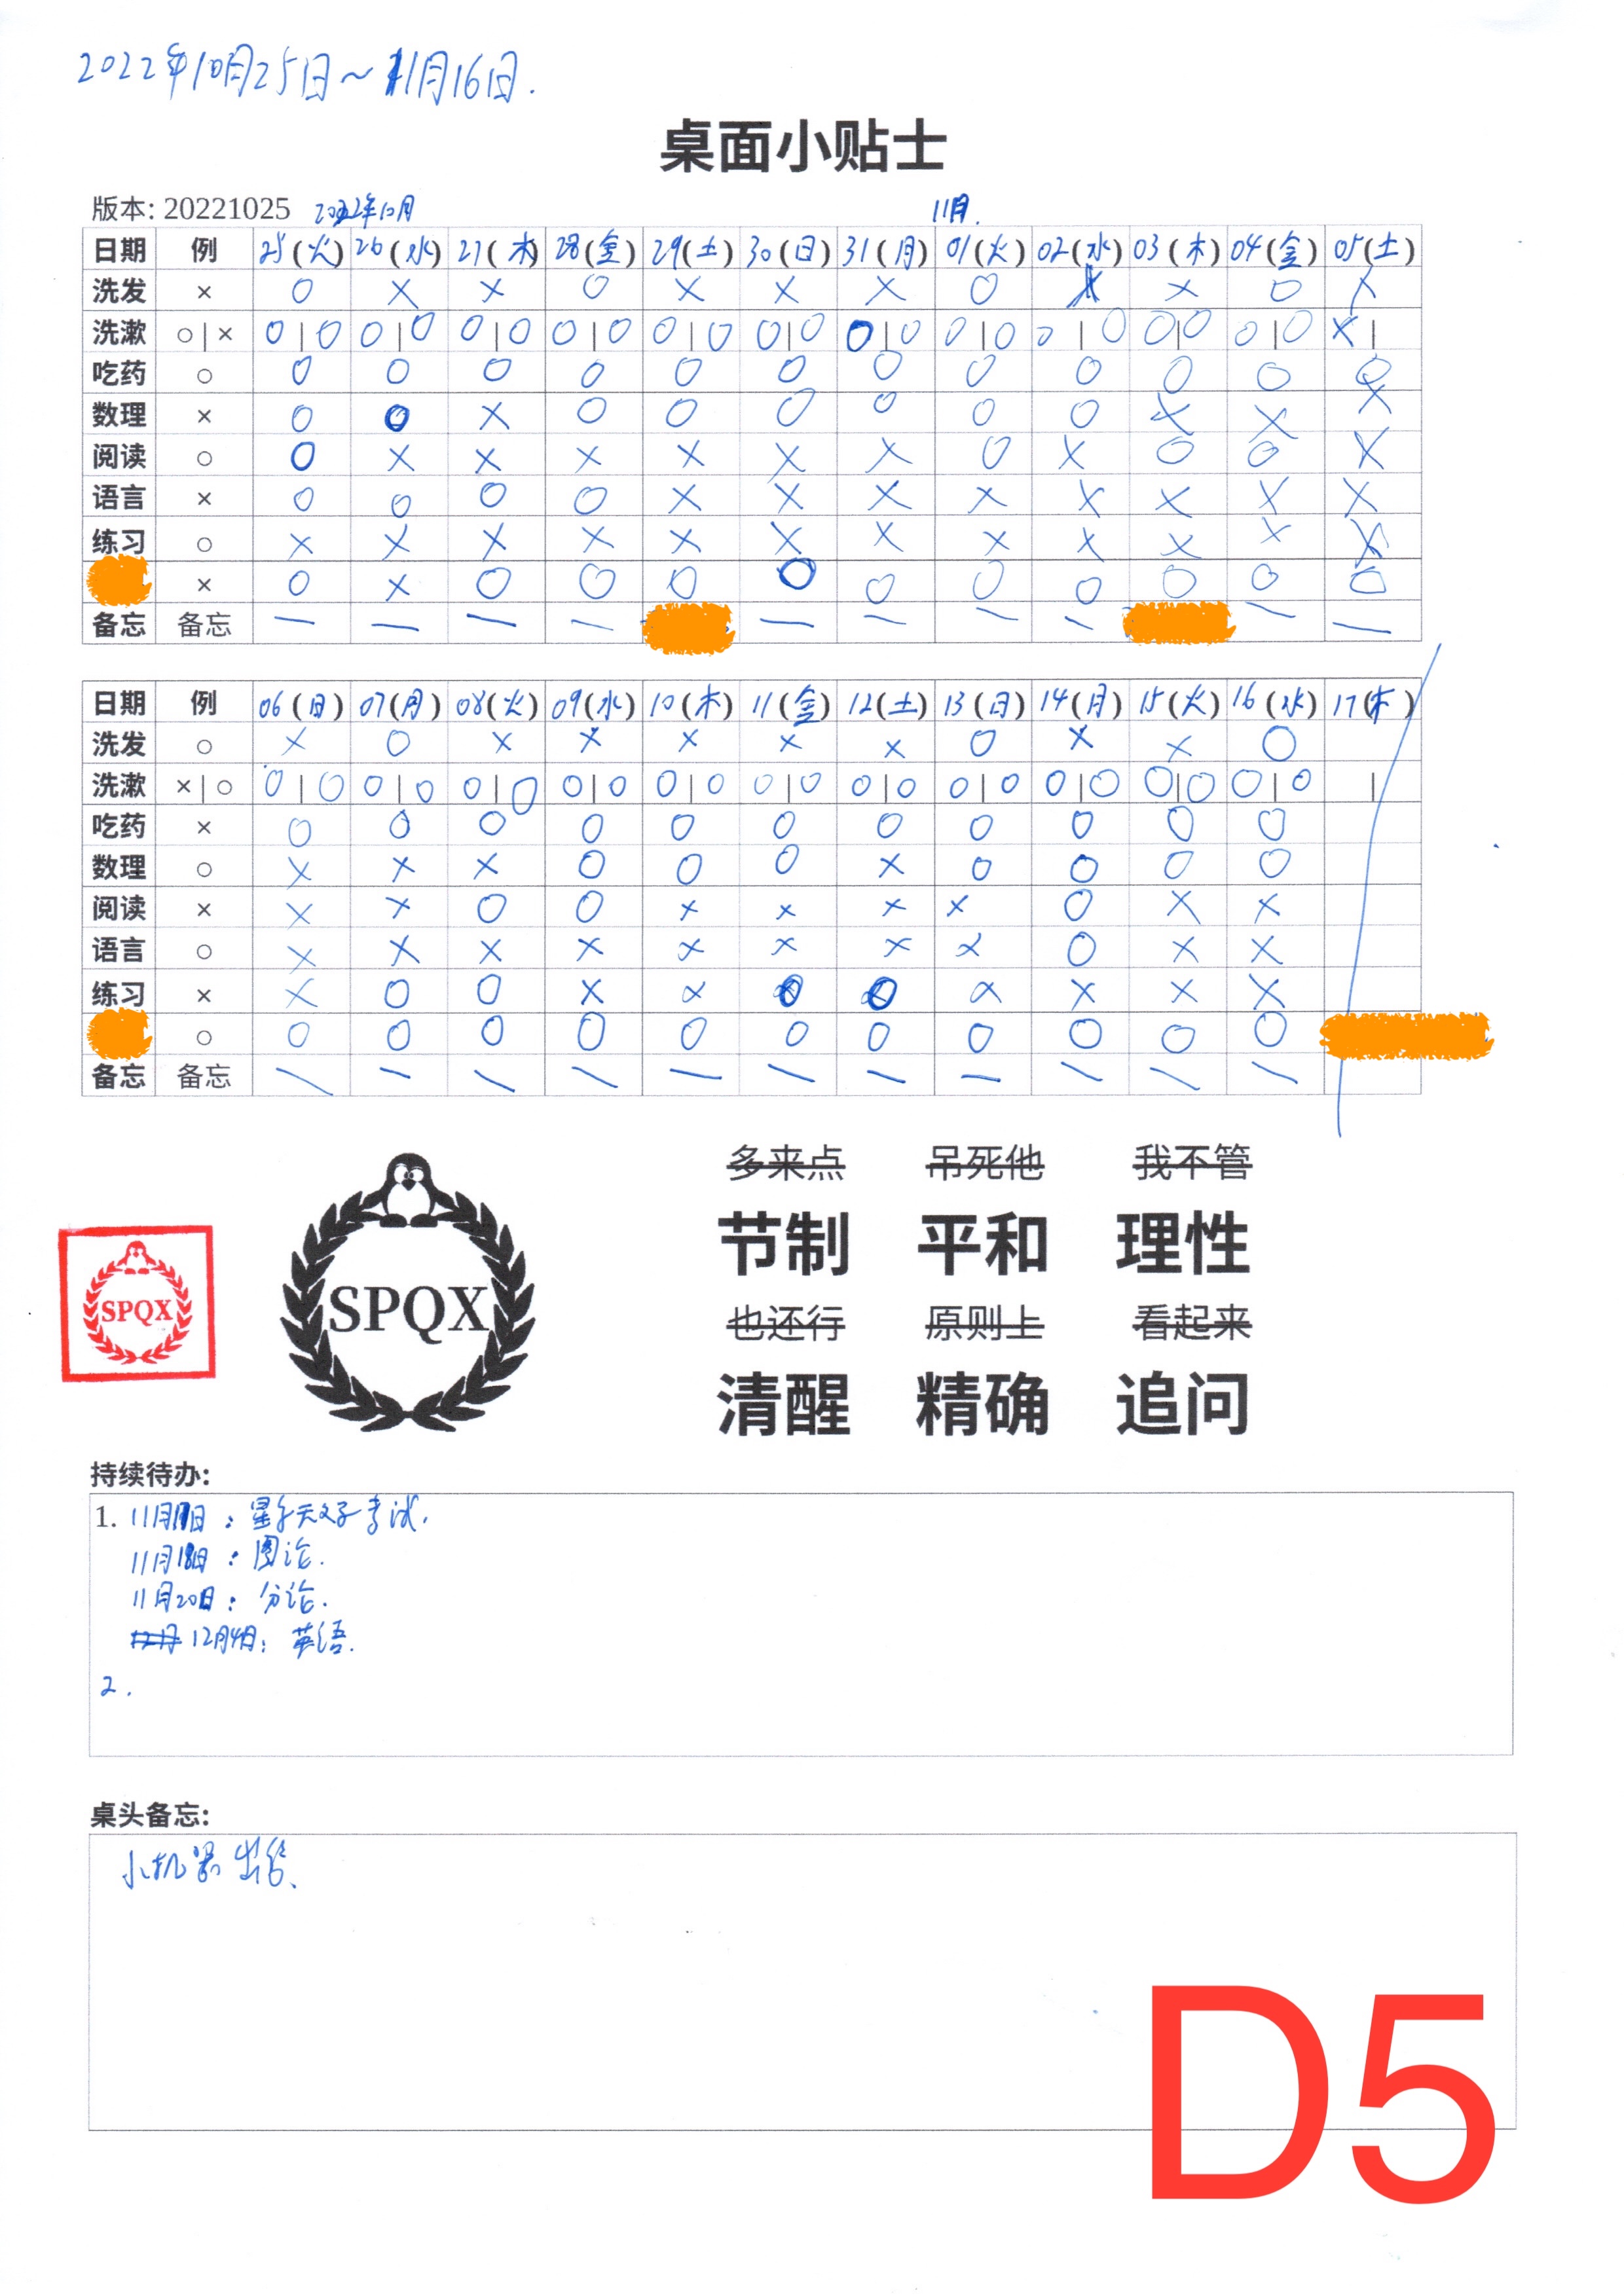 2022年10月25日~11月16日.
桌面小贴士
版本: 20221025 2022年10月 11月.
日期 例 25(火) 26(水) 27(木) 28(金) 29(土) 30(日) 31(月) 01(火) 02(水) 03(木) 04(金) 05(土)
洗发 × ○ × × ○ × × × ○ × × ○ ×
洗漱 ○|× ○|○ ○|○ ○|○ ○|○ ○|○ ○|○ ○|○ ○|○ ○|○ ○|○ ○|○ ×|
吃药 ○ ○ ○ ○ ○ ○ ○ ○ ○ ○ ○ ○ ○
数理 × ○ ○ × ○ ○ ○ ○ ○ ○ × × ×
阅读 ○ ○ × × × × × × ○ × ○ ○ ×
语言 × ○ ○ ○ ○ × × × × × × × ×
练习 ○ × × × × × × × × × × × ×
× ○ × ○ ○ ○ ○ ○ ○ ○ ○ ○ ○
备忘 备忘 — — — — — — — — — —
日期 例 06(日) 07(月) 08(火) 09(水) 10(木) 11(金) 12(土) 13(日) 14(月) 15(火) 16(水) 17(木)
洗发 ○ × ○ × × × × × ○ × × ○
洗漱 ×|○ ○|○ ○|○ ○|○ ○|○ ○|○ ○|○ ○|○ ○|○ ○|○ ○|○ ○|○ |
吃药 × ○ ○ ○ ○ ○ ○ ○ ○ ○ ○ ○
数理 ○ × × × ○ ○ ○ × ○ ○ ○ ○
阅读 × × × ○ ○ × × × × ○ × ×
语言 ○ × × × × × × × × ○ × ×
练习 × × ○ ○ × × ○ ○ × × × ×
○ ○ ○ ○ ○ ○ ○ ○ ○ ○ ○ ○
备忘 备忘 — — — — — — — — — — —
多来点 吊死他 我不管
节制 平和 理性
SPQX
SPQX
也还行 原则上 看起来
清醒 精确 追问
持续待办:
1. 11月11日:星子天文子考试.
11月18日:图论.
11月20日:分论.
12月 12月4日:英语.
2.
桌头备忘:
小机器出售、
D5